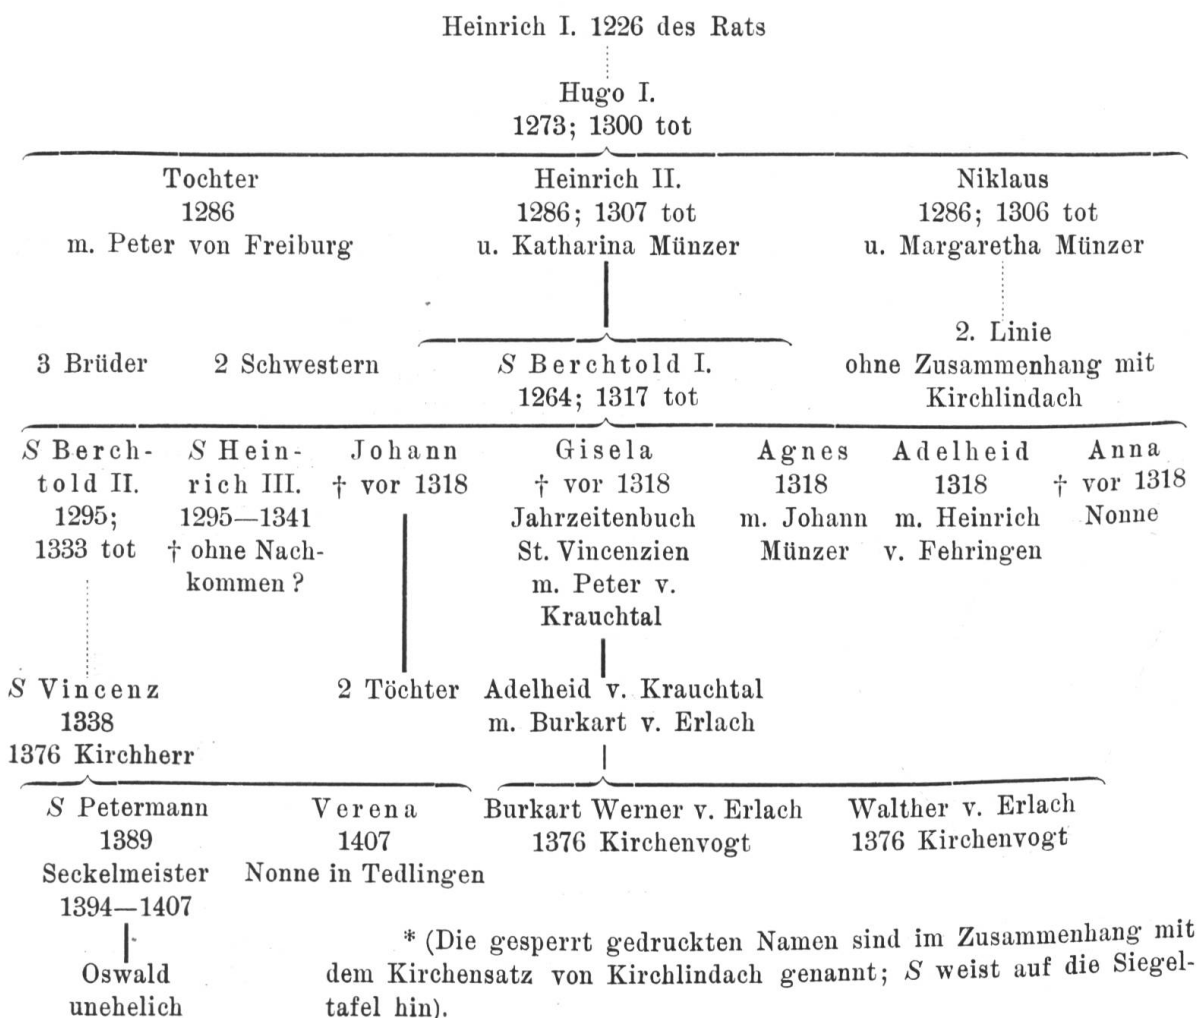 Heinrich I. 1226 des Rats
Hugo I.
1273; 1300 tot
Tochter
1286
m. Peter von Freiburg
Heinrich II.
1286; 1307 tot
u. Katharina Münzer
Niklaus
1286; 1306 tot
u. Margaretha Münzer
3 Brüder
2 Schwestern
S Berchtold I.
1264; 1317 tot
2. Linie
ohne Zusammenhang mit
Kirchlindach
S Berch-
told II.
1295;
1333 tot
S Hein-
rich III.
1295—1341
† ohne Nach-
kommen?
Johann
† vor 1318
Gisela
† vor 1318
Jahrzeitenbuch
St. Vincenzien
m. Peter v.
Krauchtal
Agnes
1318
m. Johann
Münzer
Adelheid
1318
m. Heinrich
v. Fehringen
Anna
† vor 1318
Nonne
S Vincenz
1338
1376 Kirchherr
2 Töchter
Adelheid v. Krauchtal
m. Burkart v. Erlach
S Petermann
1389
Seckelmeister
1394—1407
Verena
1407
Nonne in Tedlingen
Burkart Werner v. Erlach
1376 Kirchenvogt
Walther v. Erlach
1376 Kirchenvogt
Oswald
unehelich
* (Die gesperrt gedruckten Namen sind im Zusammenhang mit
dem Kirchensatz von Kirchlindach genannt; S weist auf die Siegel-
tafel hin).